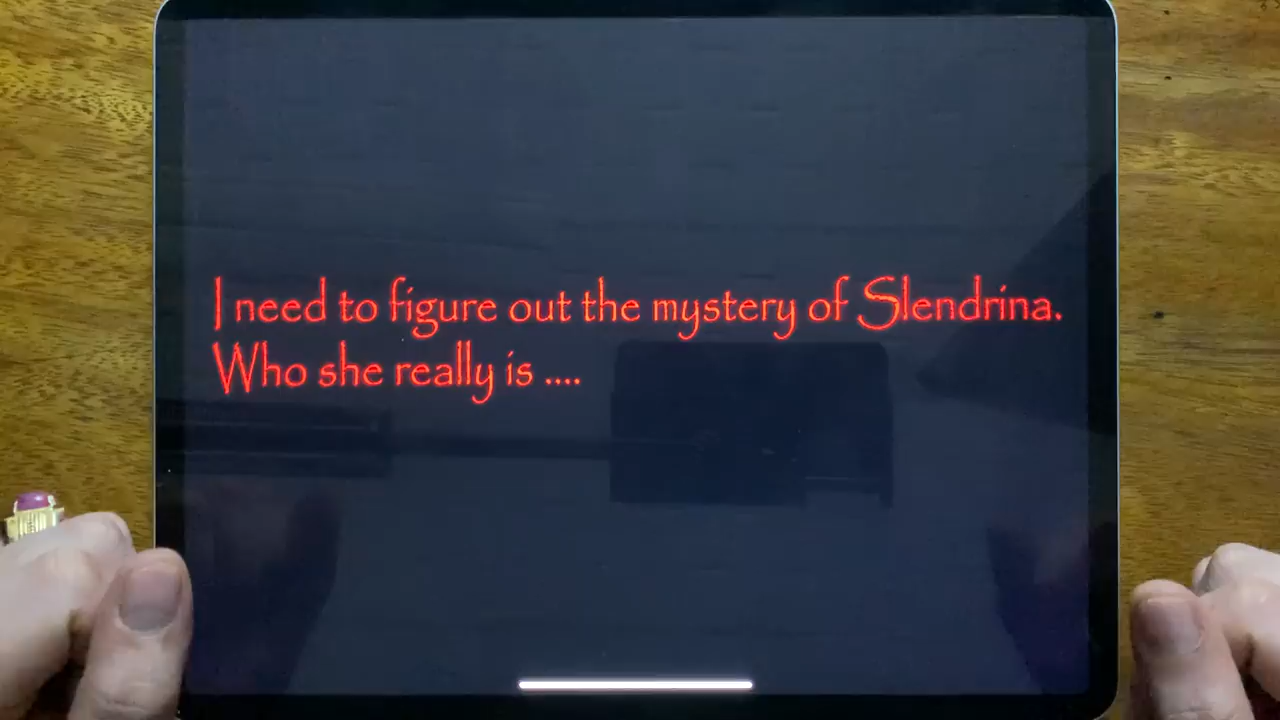 I need to figure out the mystery of Slendrina.
Who she really is ....